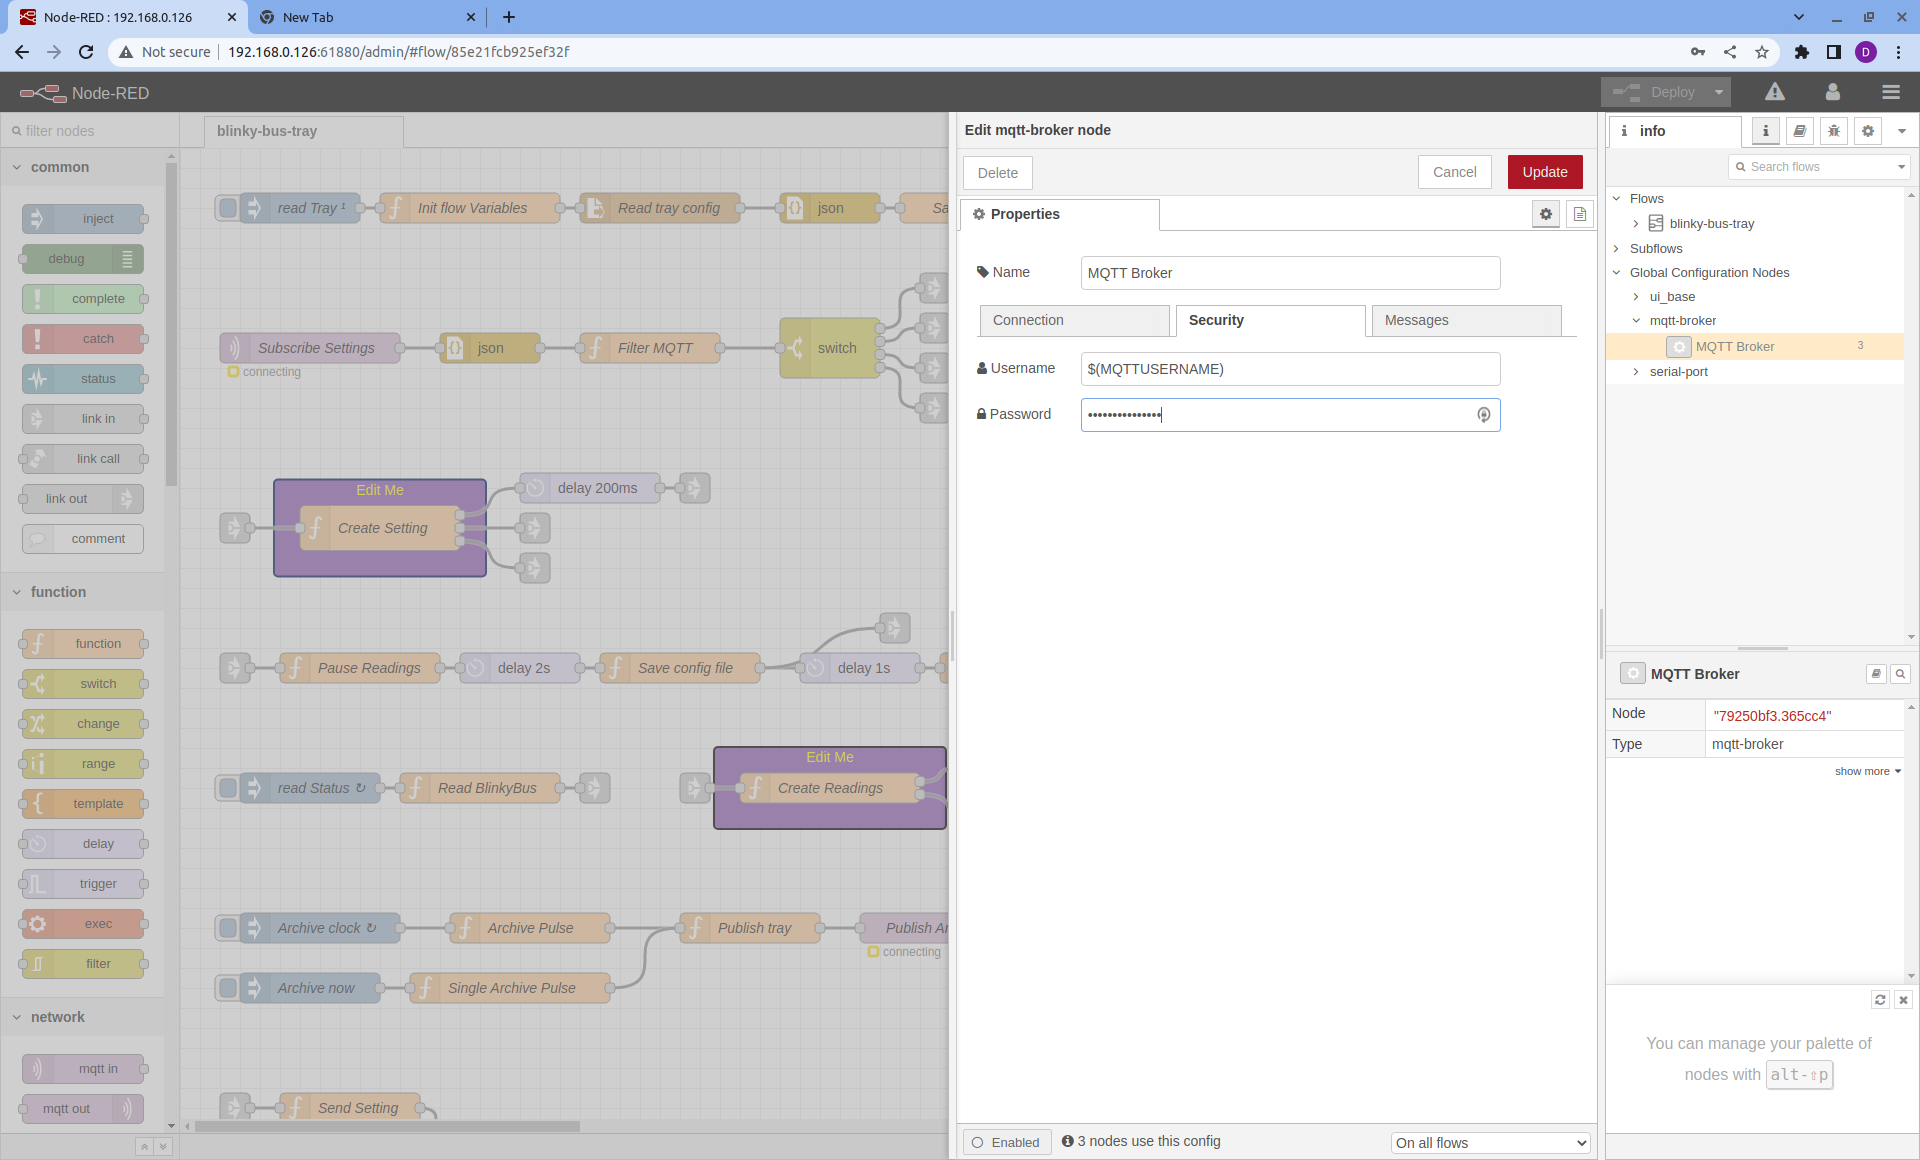 Node-RED : 192.168.0.126
New Tab
Not secure
192.168.0.126:61880/admin/#flow/85e21fcb925ef32f
D
Node-RED
Deploy
filter nodes
common
inject
debug
complete
catch
status
link in
link call
link out
comment
function
function
switch
change
range
template
delay
trigger
exec
filter
network
mqtt in
mqtt out
blinky-bus-tray
read Tray ¹
Init flow Variables
Read tray config
json
Sa
Subscribe Settings
connecting
json
Filter MQTT
switch
Edit Me
Create Setting
delay 200ms
Pause Readings
delay 2s
Save config file
delay 1s
read Status ↻
Read BlinkyBus
Edit Me
Create Readings
Archive clock ↻
Archive Pulse
Publish tray
Publish Ar
connecting
Archive now
Single Archive Pulse
Send Setting
Edit mqtt-broker node
Delete
Cancel
Update
Properties
Name
MQTT Broker
Connection
Security
Messages
Username
$(MQTTUSERNAME)
Password
•••••••••••••••
Enabled
3 nodes use this config
On all flows
info
Search flows
Flows
blinky-bus-tray
Subflows
Global Configuration Nodes
ui_base
mqtt-broker
MQTT Broker
3
serial-port
MQTT Broker
Node
"79250bf3.365cc4"
Type
mqtt-broker
show more
You can manage your palette of
nodes with alt-⇧p